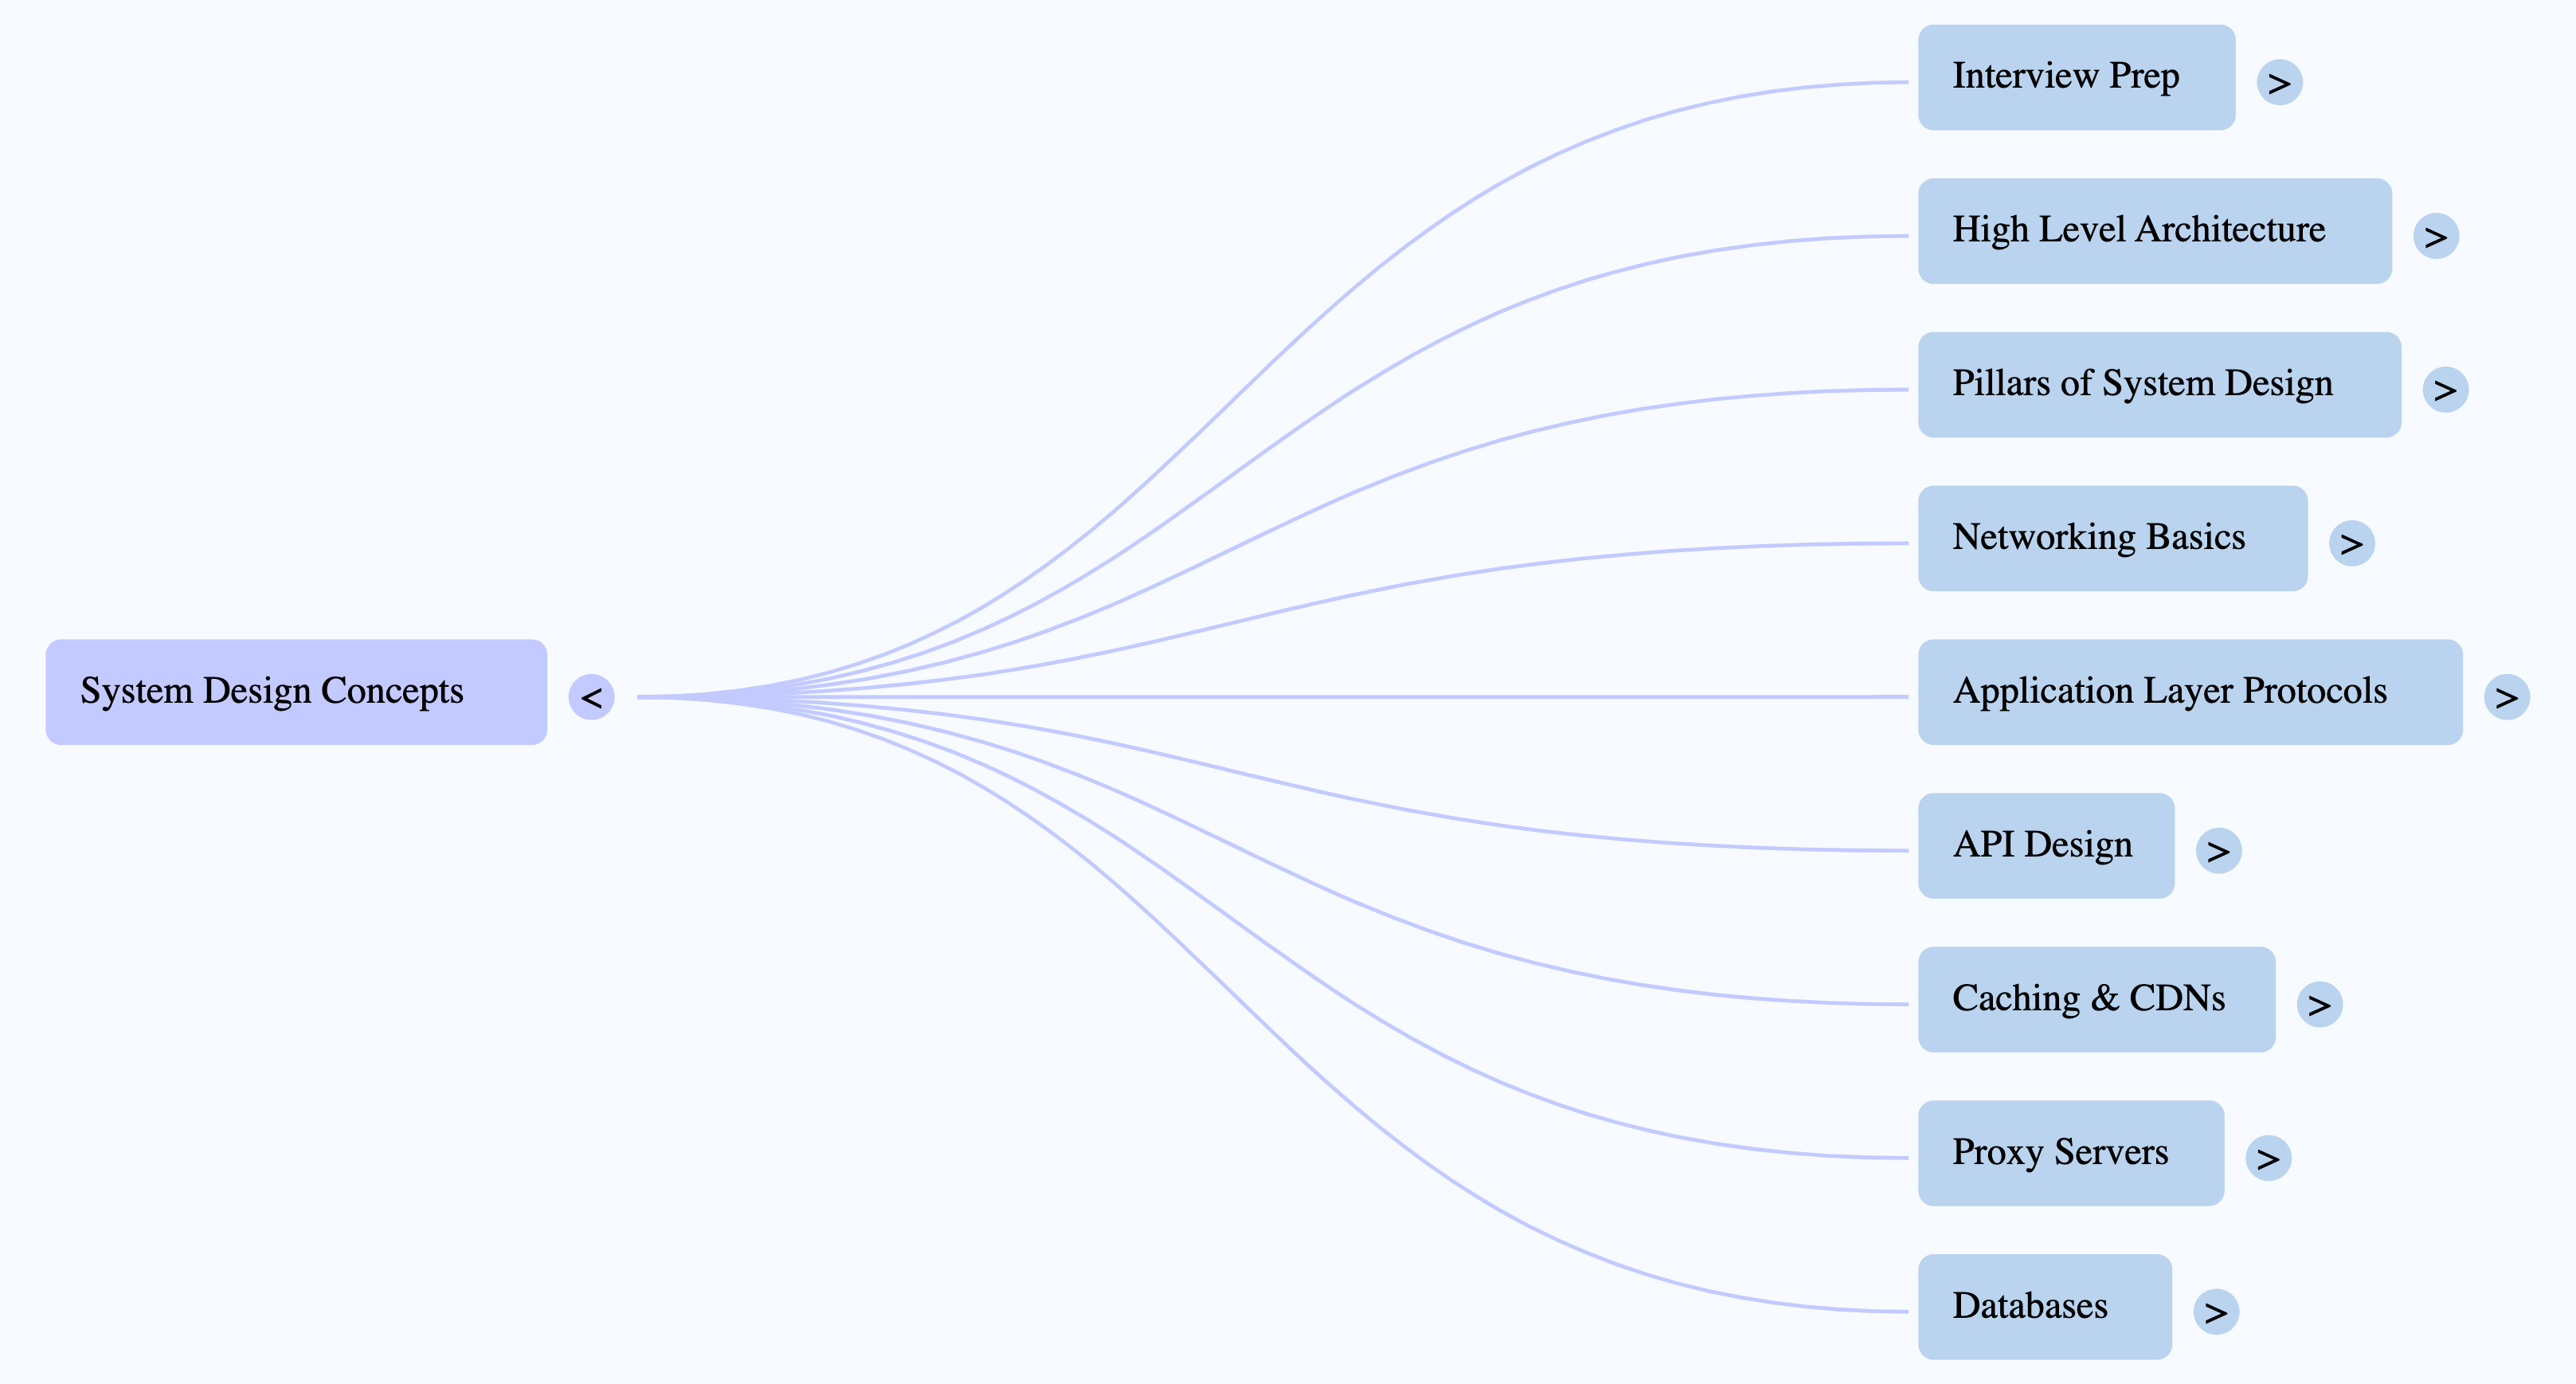 Interview Prep >
High Level Architecture >
Pillars of System Design >
Networking Basics >
System Design Concepts <
Application Layer Protocols >
API Design >
Caching & CDNs >
Proxy Servers >
Databases >